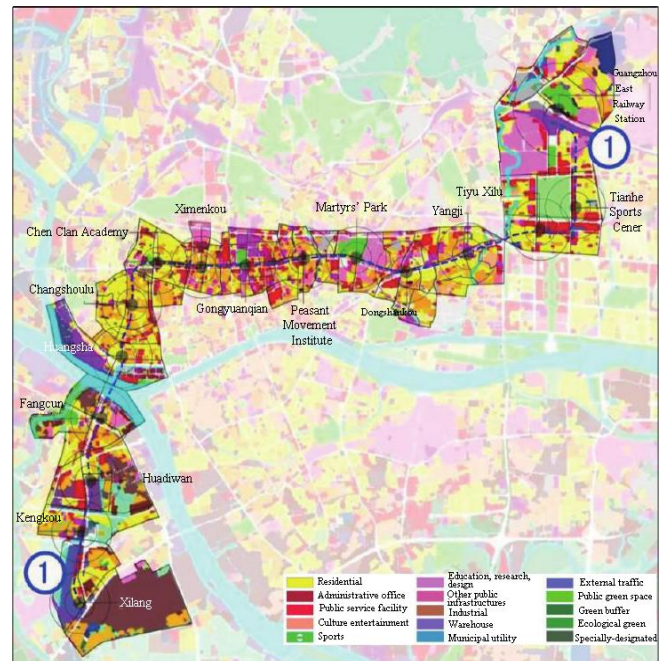 Guangzhou
East
Railway
Station
1
Tiyu Xilu
Tianhe
Sports
Cener
Ximenkou
Martyrs' Park
Yangji
Chen Clan Academy
Changshoulu
Gongyuanqian
Peasant
Movement
Institute
Dongshankou
Huangsha
Fangcun
Huadiwan
Kengkou
1
Xilang
Residential
Administrative office
Public service facility
Culture entertainment
Sports
Education, research,
design
Other public
infrastructures
Industrial
Warehouse
Municipal utility
External traffic
Public green space
Green buffer
Ecological green
Specially-designated